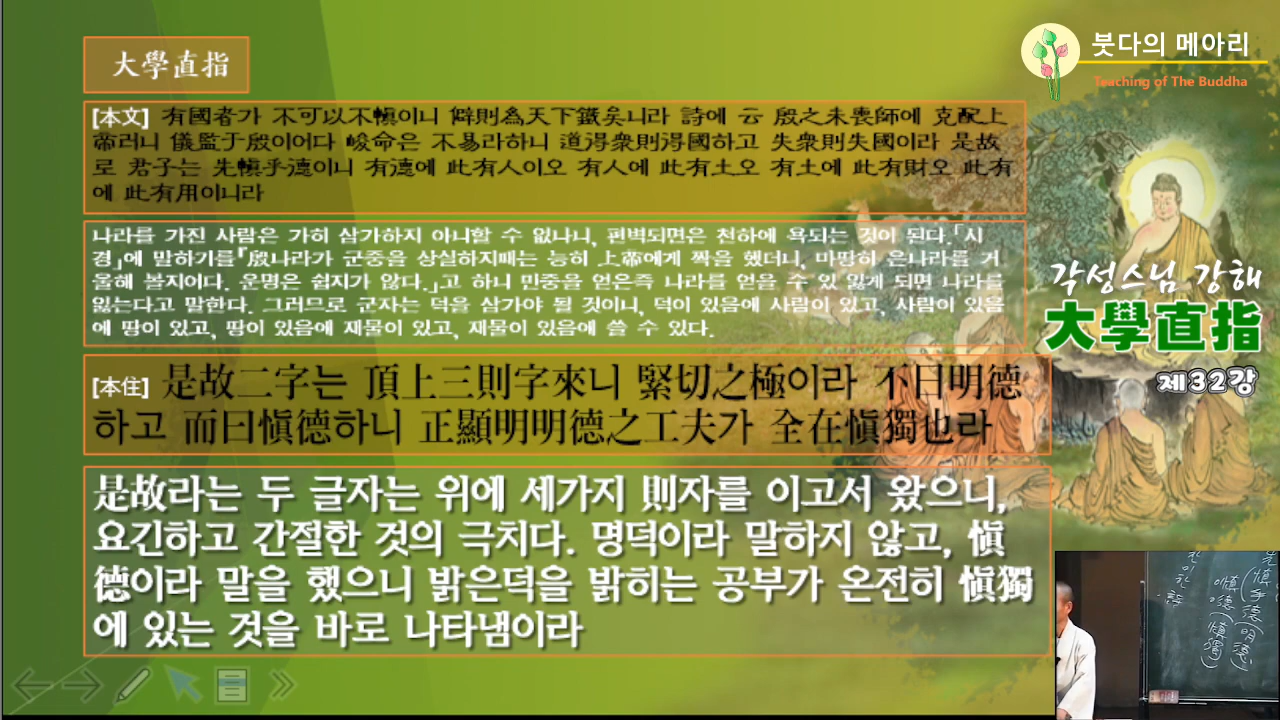 大學直指
[本文] 有國者가 不可以不愼이니 僻則為天下鐵矣니라 詩에 云 殷之未喪師에 克配上
帝러니 儀監于殷이어다 峻命은 不易라하니 道得衆則得國하고 失衆則失國이라 是故
로 君子는 先愼乎德이니 有德에 此有人이오 有人에 此有土오 有土에 此有財오 此有
에 此有用이니라
나라를 가진 사람은 가히 삼가하지 아니할 수 없나니, 편벽되면은 천하에 욕되는 것이 된다.「시
경」에 말하기를『殷나라가 군중을 상실하지때는 능히 上帝에게 짝을 했더니, 마땅히 은나라를 거
울해 볼지어다. 운명은 쉽지가 않다.」고 하니 민중을 얻은즉 나라를 얻을 수 있 잃게 되면 나라를
잃는다고 말한다. 그러므로 군자는 덕을 삼가야 될 것이니, 덕이 있음에 사람이 있고, 사람이 있음
에 땅이 있고, 땅이 있음에 재물이 있고, 재물이 있음에 쓸 수 있다.
[本住] 是故二字는 頂上三則字來니 緊切之極이라 不曰明德
하고 而曰愼德하니 正顯明明德之工夫가 全在愼獨也라
是故라는 두 글자는 위에 세가지 則자를 이고서 왔으니,
요긴하고 간절한 것의 극치다. 명덕이라 말하지 않고, 愼
德이라 말을 했으니 밝은덕을 밝히는 공부가 온전히 愼獨
에 있는 것을 바로 나타냄이라
붓다의 메아리
Teaching of The Buddha
각성스님 강해
大學直指
제32강